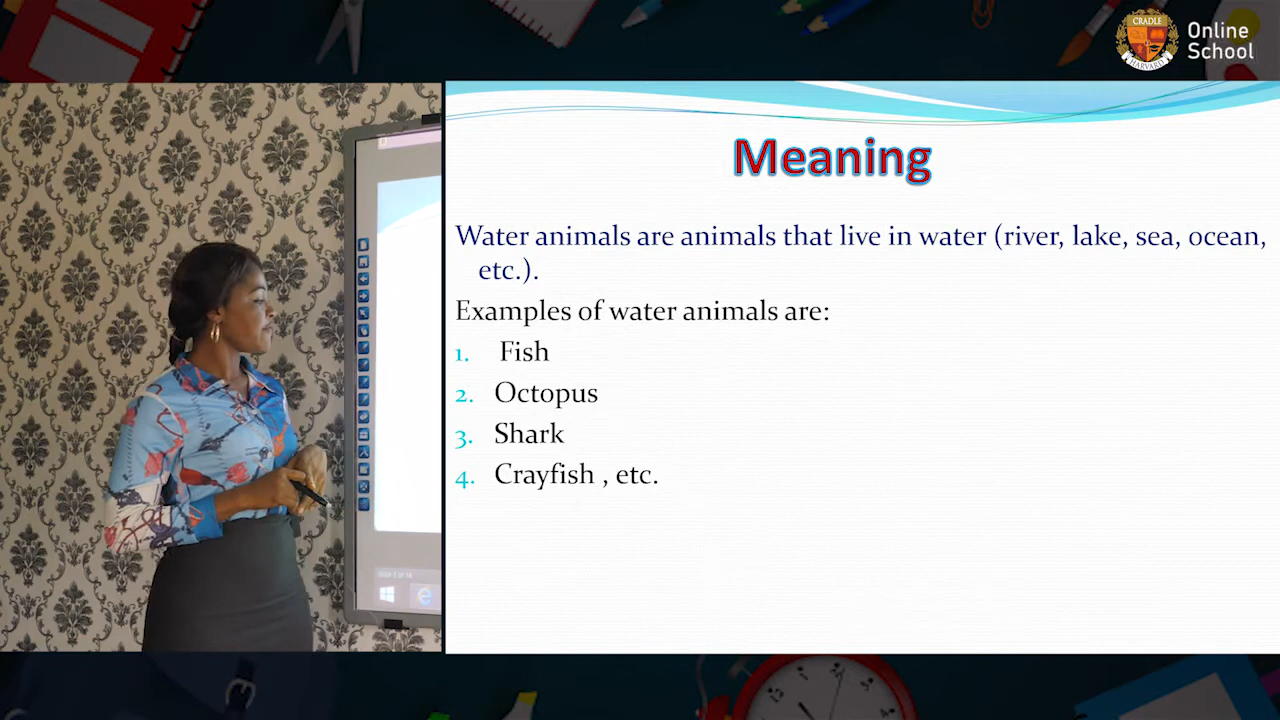 CRADLE
HARVARD
Online
School
Meaning
Water animals are animals that live in water (river, lake, sea, ocean,
etc.).
Examples of water animals are:
1. Fish
2. Octopus
3. Shark
4. Crayfish , etc.